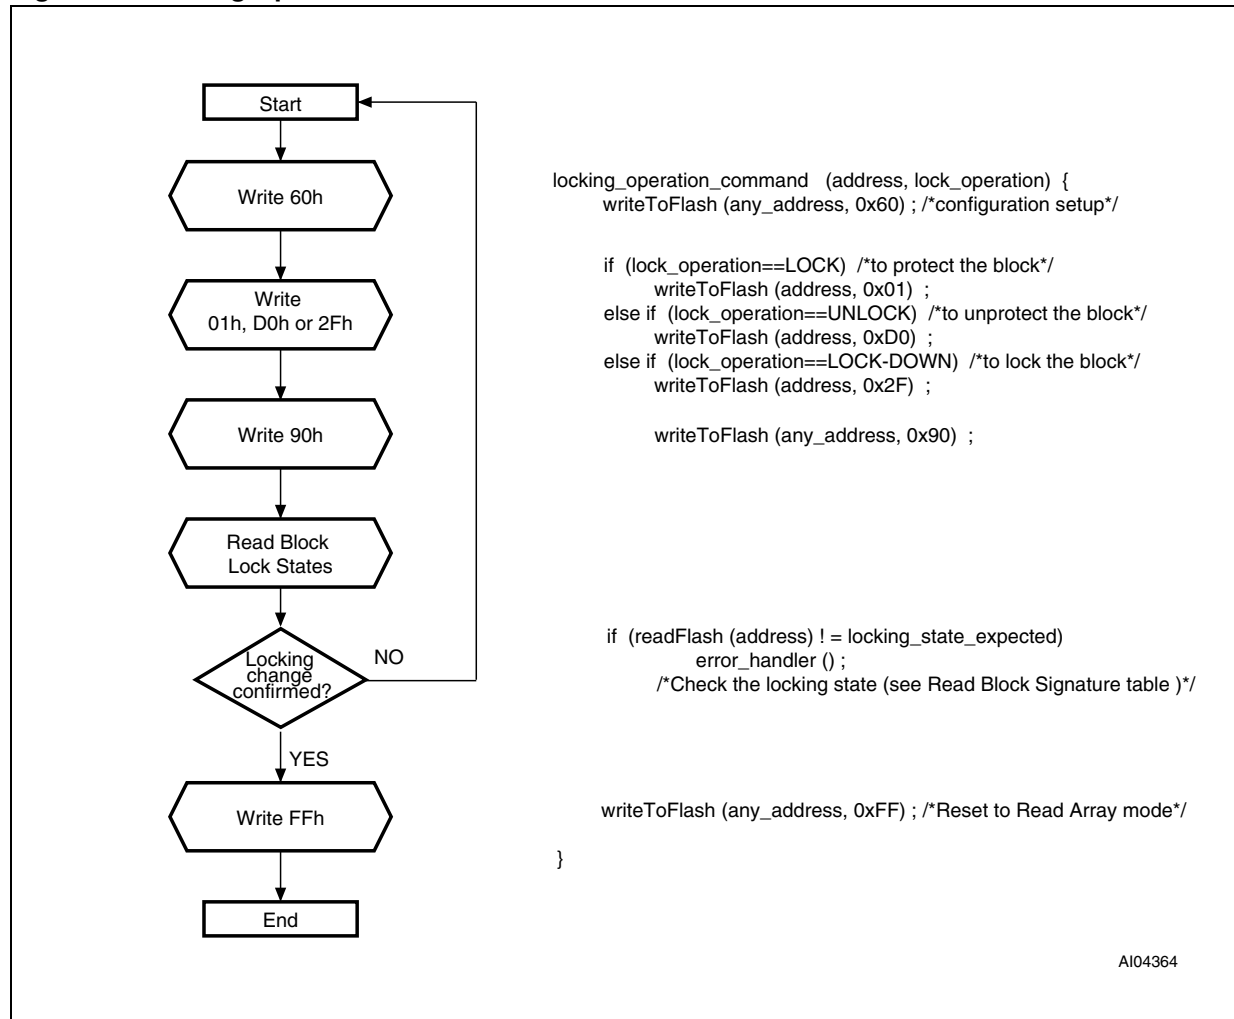 Start
Write 60h
Write
01h, D0h or 2Fh
Write 90h
Read Block
Lock States
Locking
change
confirmed?
NO
YES
Write FFh
End
locking_operation_command (address, lock_operation) {
writeToFlash (any_address, 0x60) ; /*configuration setup*/
if (lock_operation==LOCK) /*to protect the block*/
writeToFlash (address, 0x01) ;
else if (lock_operation==UNLOCK) /*to unprotect the block*/
writeToFlash (address, 0xD0) ;
else if (lock_operation==LOCK-DOWN) /*to lock the block*/
writeToFlash (address, 0x2F) ;
writeToFlash (any_address, 0x90) ;
if (readFlash (address) ! = locking_state_expected)
error_handler () ;
/*Check the locking state (see Read Block Signature table )*/
writeToFlash (any_address, 0xFF) ; /*Reset to Read Array mode*/
}
AI04364